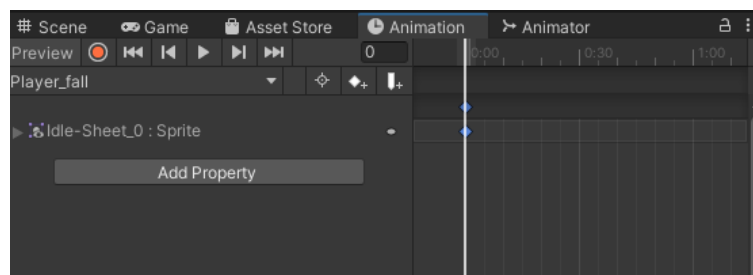 Scene Game Asset Store Animation Animator
Preview 0 0:00 0:30 1:00
Player_fall
Idle-Sheet_0 : Sprite
Add Property